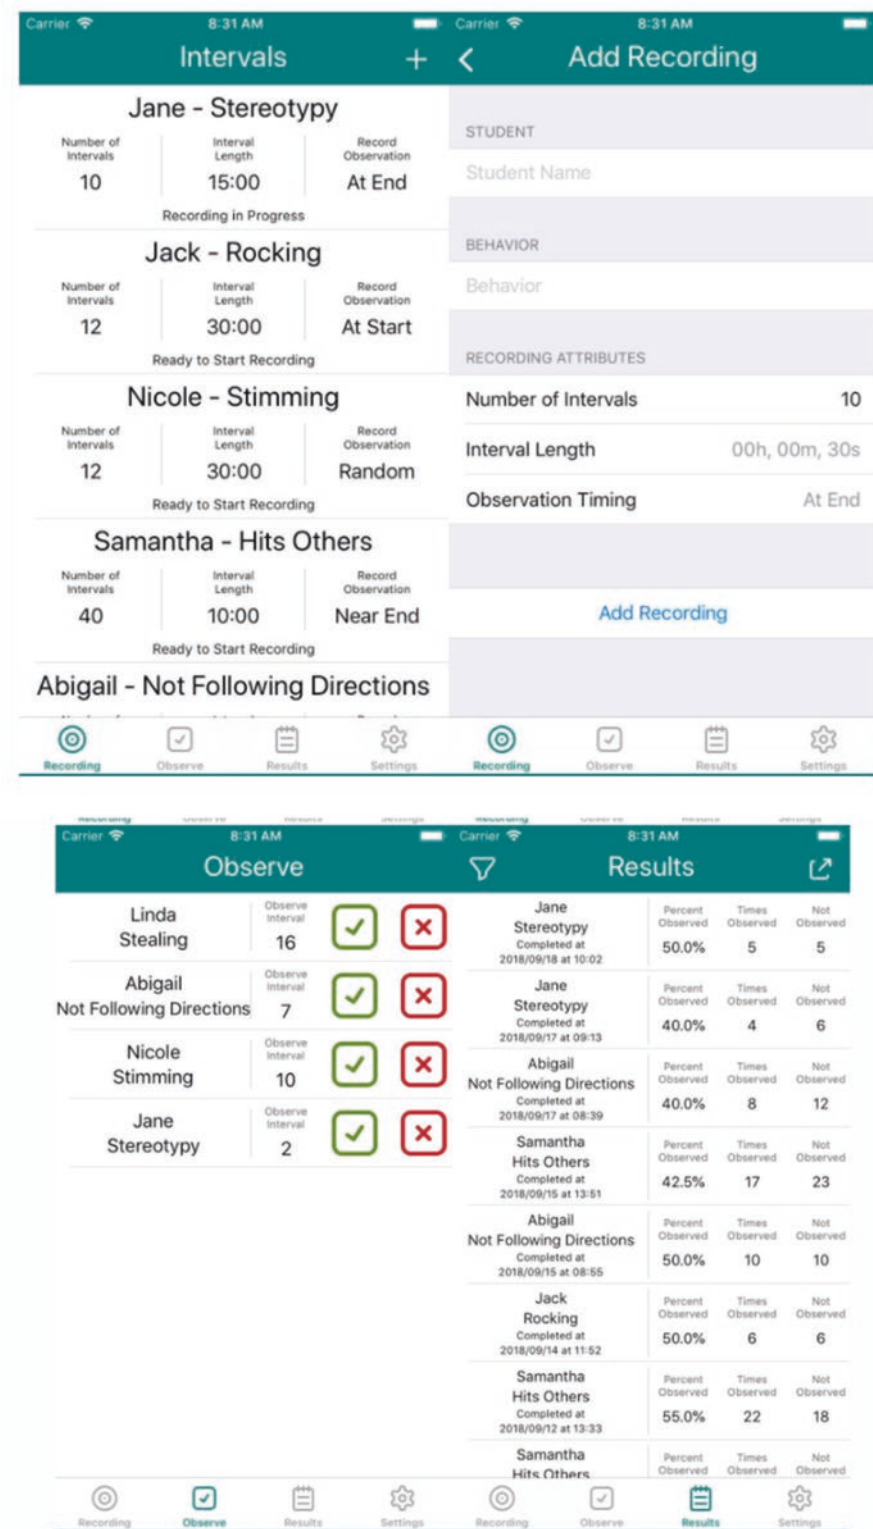 Carrier 8:31 AM
Intervals +
Jane - Stereotypy
Number of Intervals
Interval Length
Record Observation
10 15:00 At End
Recording in Progress
Jack - Rocking
Number of Intervals
Interval Length
Record Observation
12 30:00 At Start
Ready to Start Recording
Nicole - Stimming
Number of Intervals
Interval Length
Record Observation
12 30:00 Random
Ready to Start Recording
Samantha - Hits Others
Number of Intervals
Interval Length
Record Observation
40 10:00 Near End
Ready to Start Recording
Abigail - Not Following Directions
Recording Observe Results Settings
Carrier 8:31 AM
Add Recording
STUDENT
Student Name
BEHAVIOR
Behavior
RECORDING ATTRIBUTES
Number of Intervals 10
Interval Length 00h, 00m, 30s
Observation Timing At End
Add Recording
Recording Observe Results Settings
Carrier 8:31 AM
Observe
Linda
Stealing
Observe Interval
16
Abigail
Not Following Directions
Observe Interval
7
Nicole
Stimming
Observe Interval
10
Jane
Stereotypy
Observe Interval
2
Recording Observe Results Settings
Carrier 8:31 AM
Results
Jane
Stereotypy
Completed at
2018/09/18 at 10:02
Percent Observed
Times Observed
Not Observed
50.0% 5 5
Jane
Stereotypy
Completed at
2018/09/17 at 09:13
Percent Observed
Times Observed
Not Observed
40.0% 4 6
Abigail
Not Following Directions
Completed at
2018/09/17 at 08:39
Percent Observed
Times Observed
Not Observed
40.0% 8 12
Samantha
Hits Others
Completed at
2018/09/15 at 13:51
Percent Observed
Times Observed
Not Observed
42.5% 17 23
Abigail
Not Following Directions
Completed at
2018/09/15 at 08:55
Percent Observed
Times Observed
Not Observed
50.0% 10 10
Jack
Rocking
Completed at
2018/09/14 at 11:52
Percent Observed
Times Observed
Not Observed
50.0% 6 6
Samantha
Hits Others
Completed at
2018/09/12 at 13:33
Percent Observed
Times Observed
Not Observed
55.0% 22 18
Samantha
Hits Others
Percent Observed
Times Observed
Not Observed
Recording Observe Results Settings